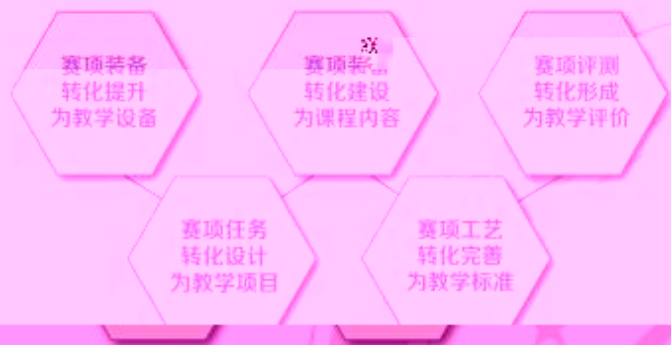 赛项装备
转化提升
为教学设备
赛项装
转化建设
为课程内容
赛项评测
转化形成
为教学评价
赛项任务
转化设计
为教学项目
赛项工艺
转化完善
为教学标准